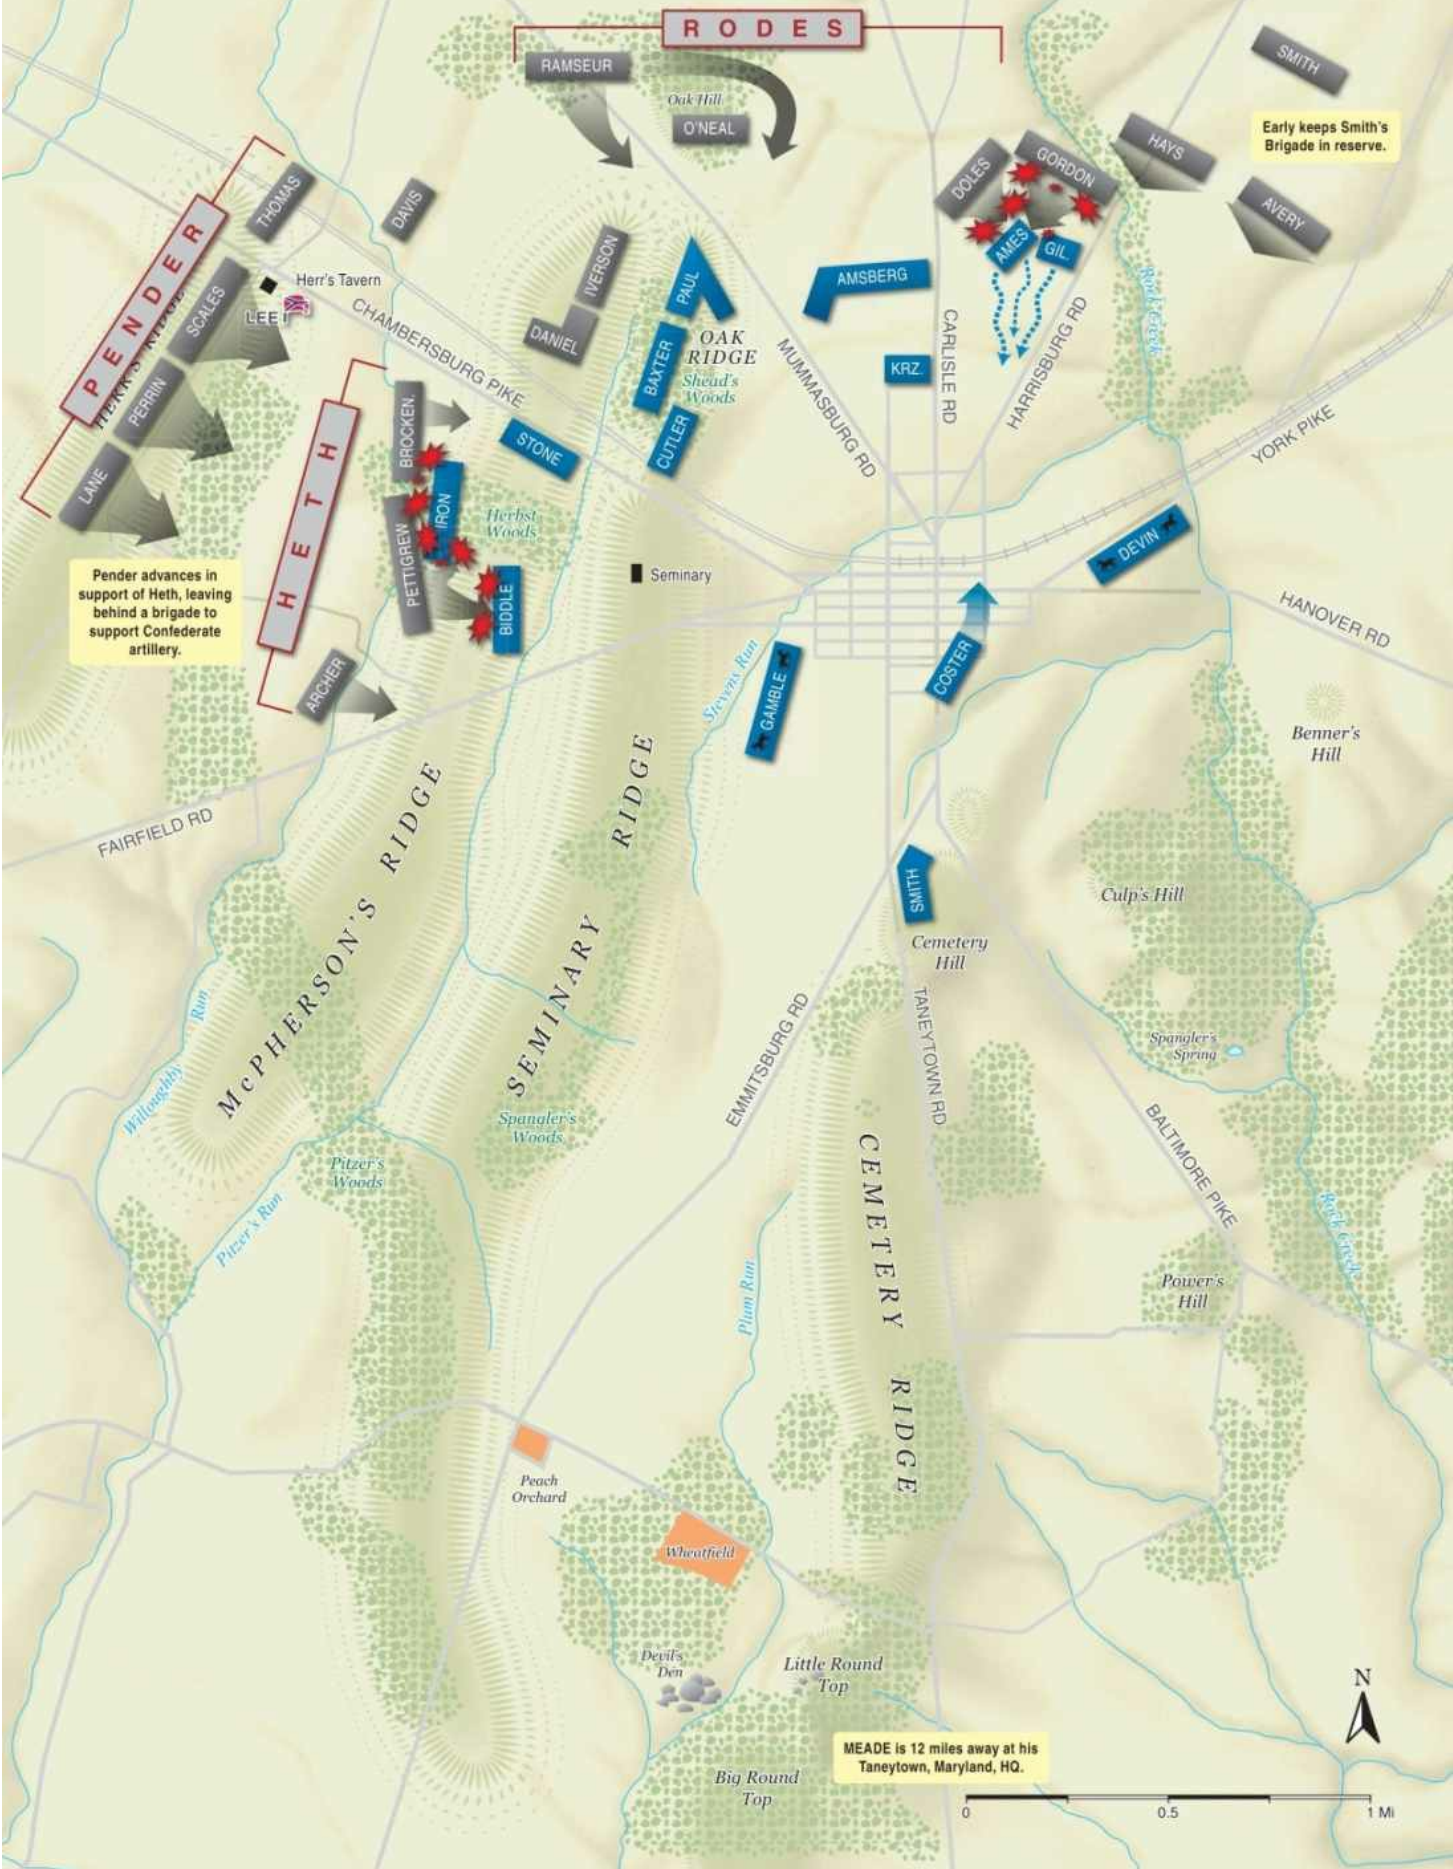 RODES
RAMSEUR
Oak Hill
O'NEAL
SMITH
Early keeps Smith's
Brigade in reserve.
HAYS
GORDON
DOLES
AVERY
AMES
GIL.
THOMAS
DAVIS
PENDER
HERR'S RIDGE
SCALES
Herr's Tavern
LEE
IVERSON
DANIEL
PAUL
BAXTER
OAK
RIDGE
Shead's
Woods
CUTLER
AMSBERG
KRZ.
CARLISLE RD
HARRISBURG RD
MUMMASBURG RD
Rock Creek
YORK PIKE
CHAMBERSBURG PIKE
PERRIN
LANE
HETH
BROCKEN.
STONE
IRON
PETTIGREW
Herbst
Woods
BIDDLE
Seminary
DEVIN
HANOVER RD
Pender advances in
support of Heth, leaving
behind a brigade to
support Confederate
artillery.
ARCHER
COSTER
GAMBLE
Stevens Run
Benner's
Hill
FAIRFIELD RD
McPHERSON'S RIDGE
SEMINARY RIDGE
SMITH
Culp's Hill
Cemetery
Hill
Willoughby Run
EMMITSBURG RD
TANEYTOWN RD
Spangler's
Spring
Spangler's
Woods
BALTIMORE PIKE
Pitzer's
Woods
Pitzer's Run
CEMETERY RIDGE
Plum Run
Rock Creek
Power's
Hill
Peach
Orchard
Wheatfield
Devil's
Den
Little Round
Top
N
MEADE is 12 miles away at his
Taneytown, Maryland, HQ.
Big Round
Top
0 0.5 1 Mi